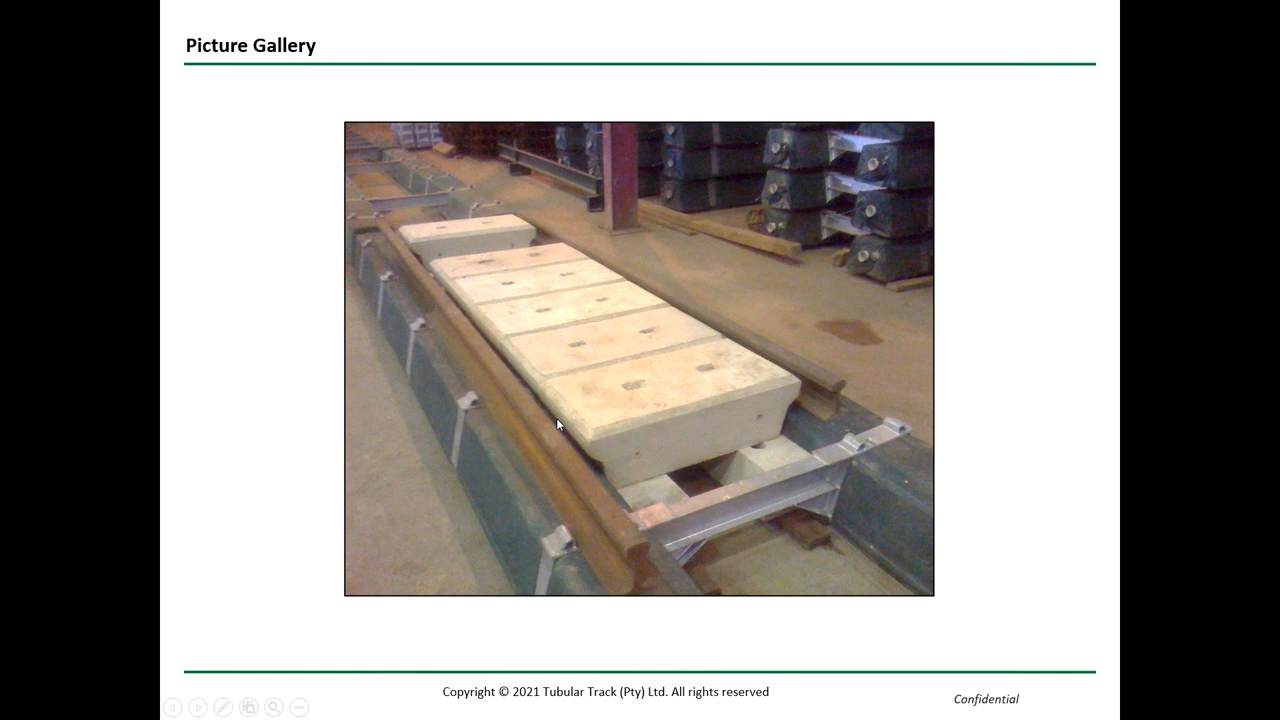 Picture Gallery
Copyright © 2021 Tubular Track (Pty) Ltd. All rights reserved
Confidential